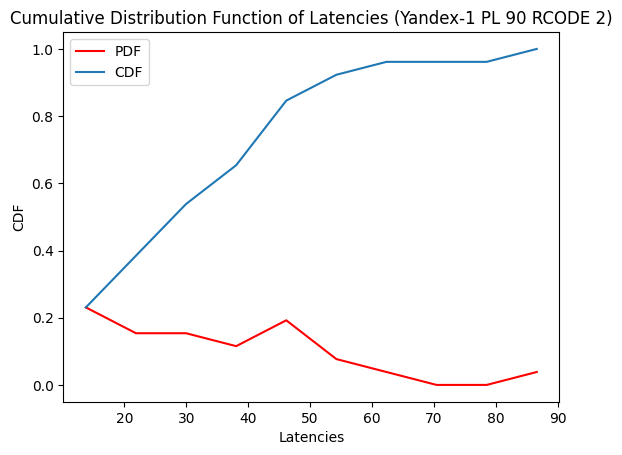 Cumulative Distribution Function of Latencies (Yandex-1 PL 90 RCODE 2)
PDF
CDF
1.0
0.8
0.6
0.4
0.2
0.0
CDF
20 30 40 50 60 70 80 90
Latencies